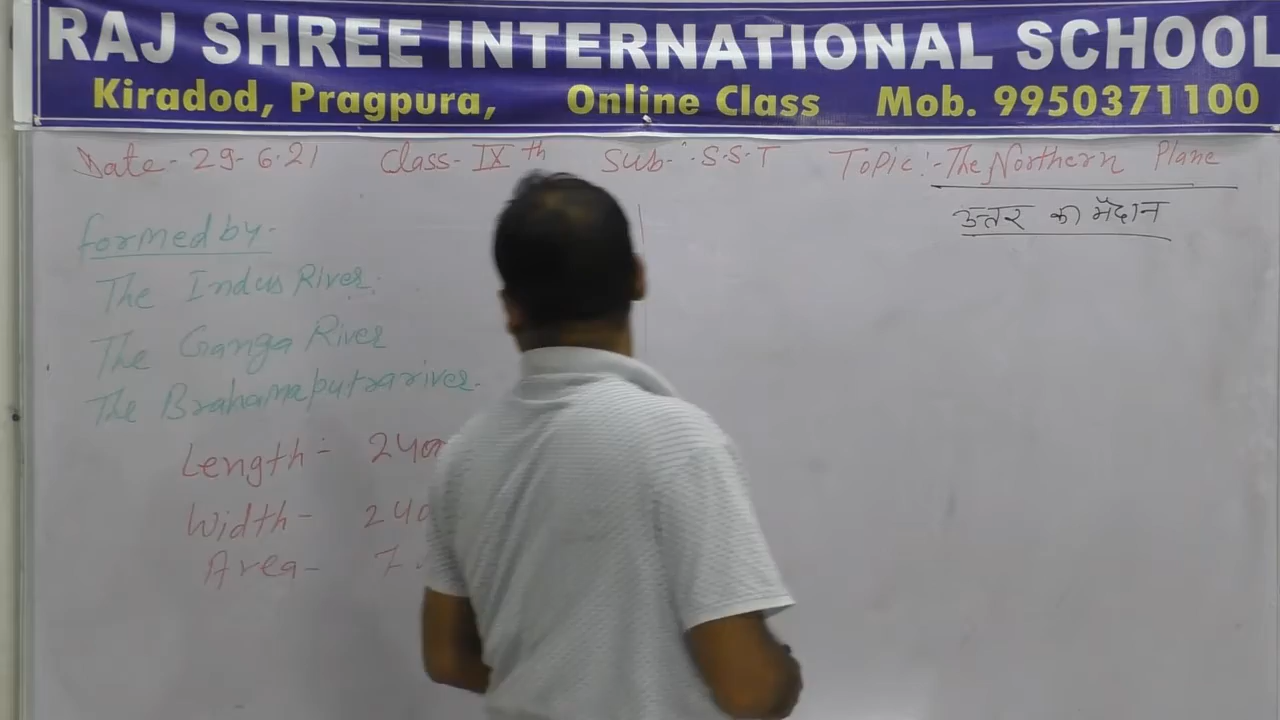 RAJ SHREE INTERNATIONAL SCHOOL
Kiradod, Pragpura, Online Class Mob. 9950371100
Date- 29-6-21 Class- IX th Sub- S.S.T Topic:- The Northern Plane
उत्तर का मैदान
formed by-
The Indus River.
The Ganga River
The Brahamaputra river-
Length- 240
Width- 240
Area- 7.